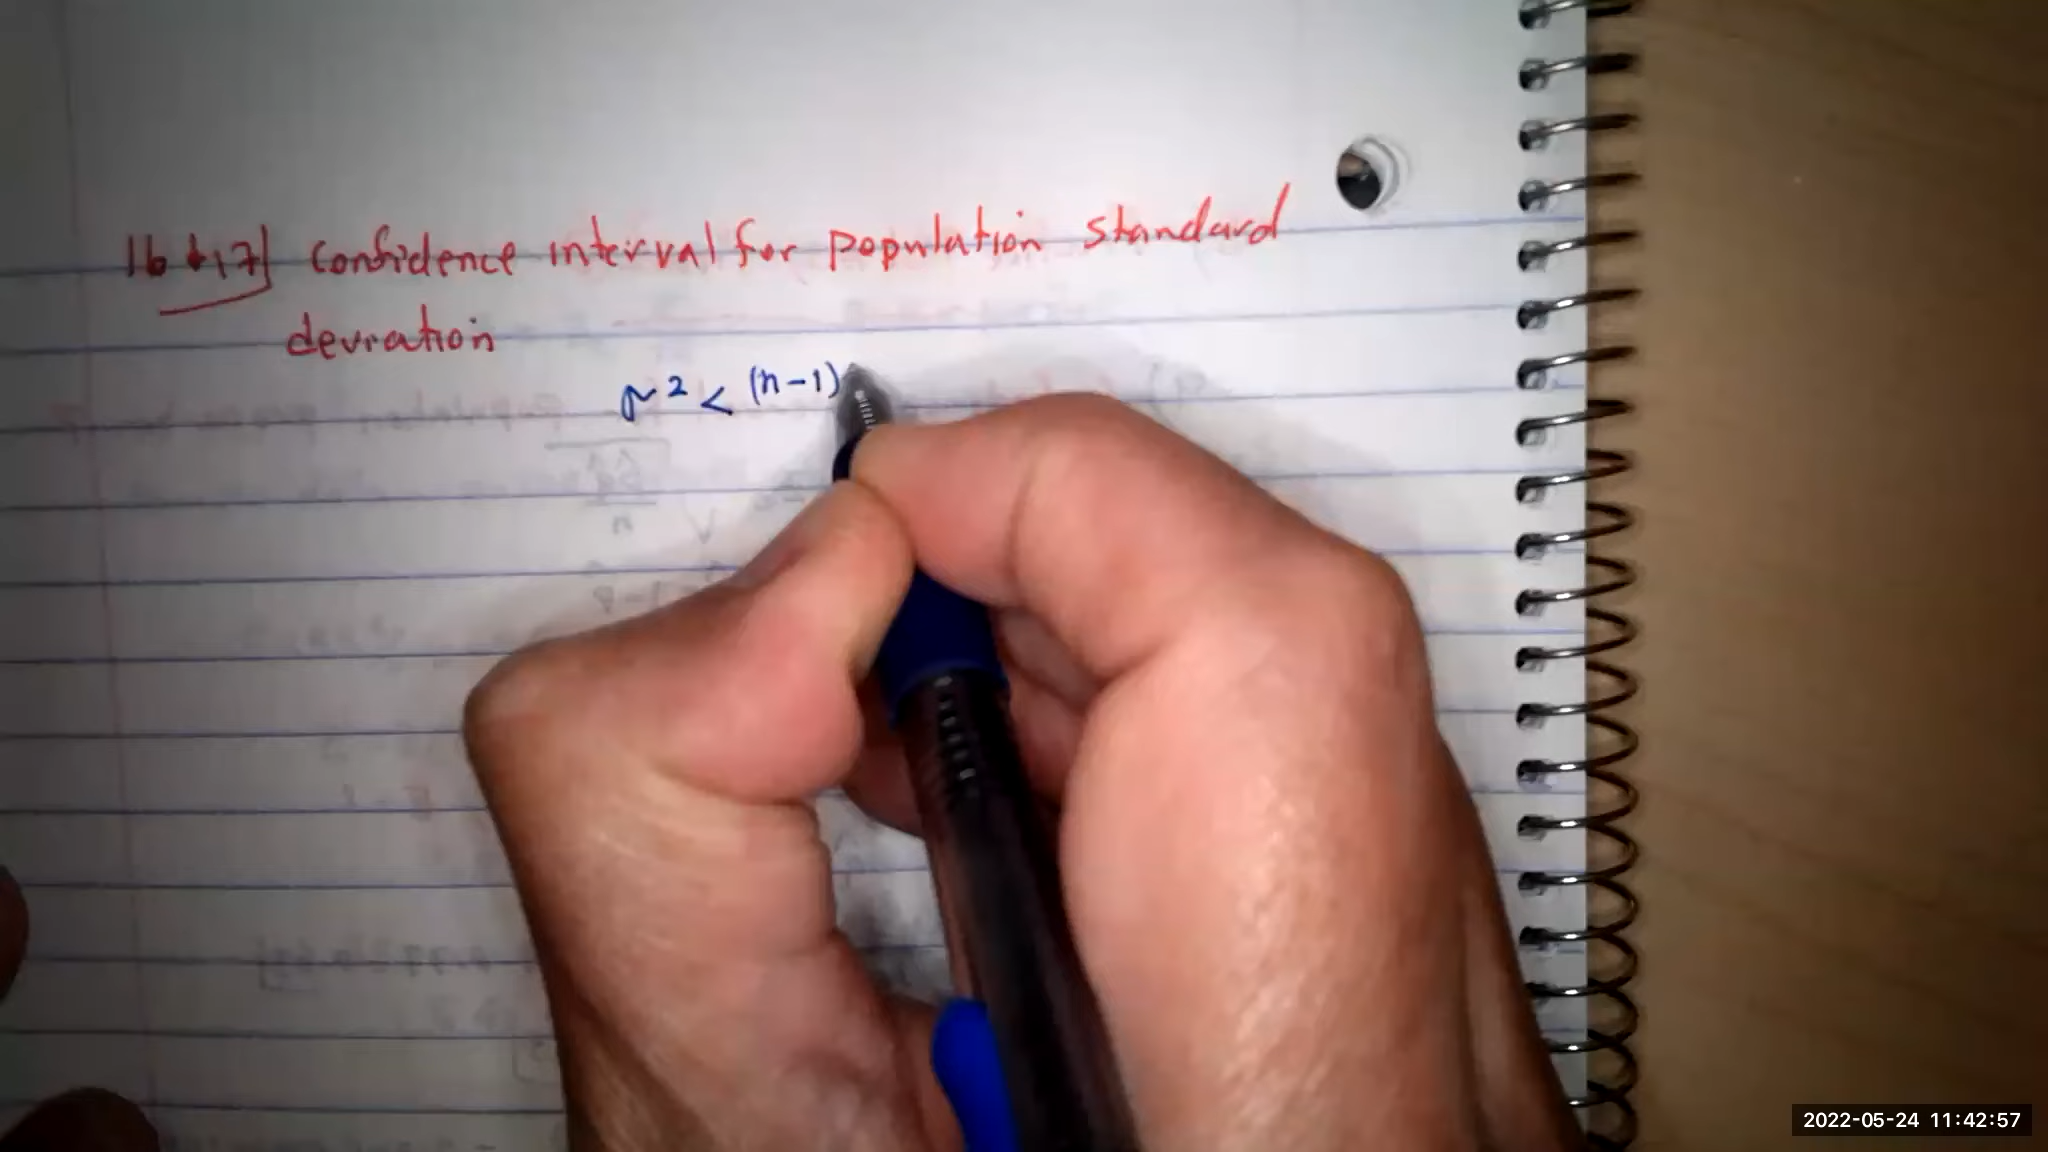 16 & 17] Confidence interval for population standard
deviation
σ² < (n-1)
2022-05-24 11:42:57